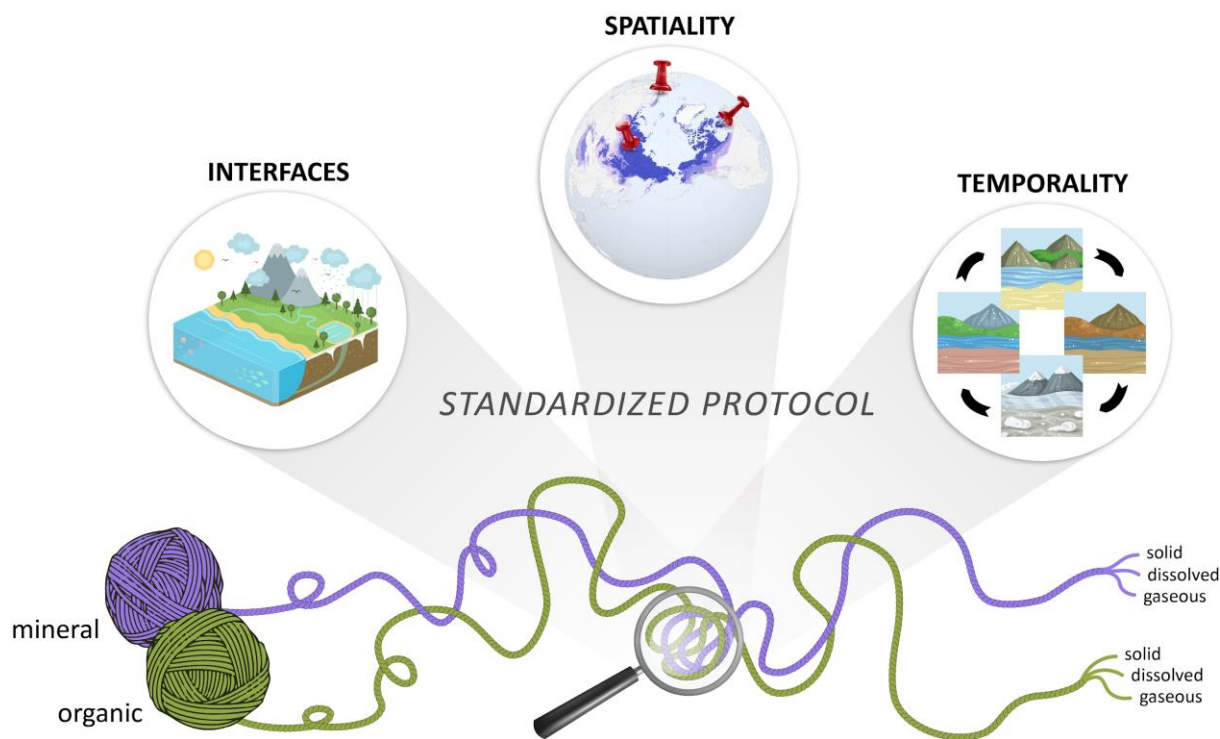 SPATIALITY
INTERFACES
TEMPORALITY
STANDARDIZED PROTOCOL
mineral
organic
solid
dissolved
gaseous
solid
dissolved
gaseous